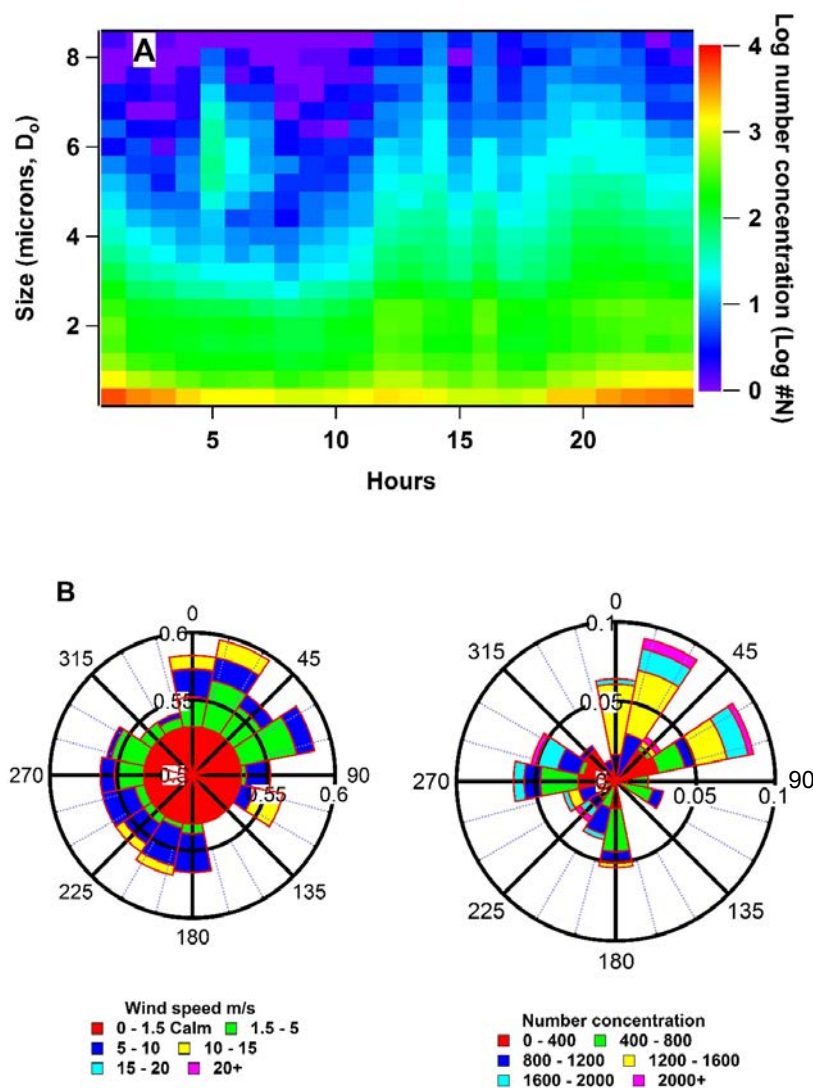 A
8
6
4
2
Size (microns, Do)
5
10
15
20
Hours
4
3
2
1
0
Log number concentration (Log #N)
B
0
45
90
135
180
225
270
315
0.6
0.55
0.55
0.6
0
45
90
135
180
225
270
315
0.1
0.05
0.05
0.1
Wind speed m/s
0 - 1.5 Calm 1.5 - 5
5 - 10 10 - 15
15 - 20 20+
Number concentration
0 - 400 400 - 800
800 - 1200 1200 - 1600
1600 - 2000 2000+